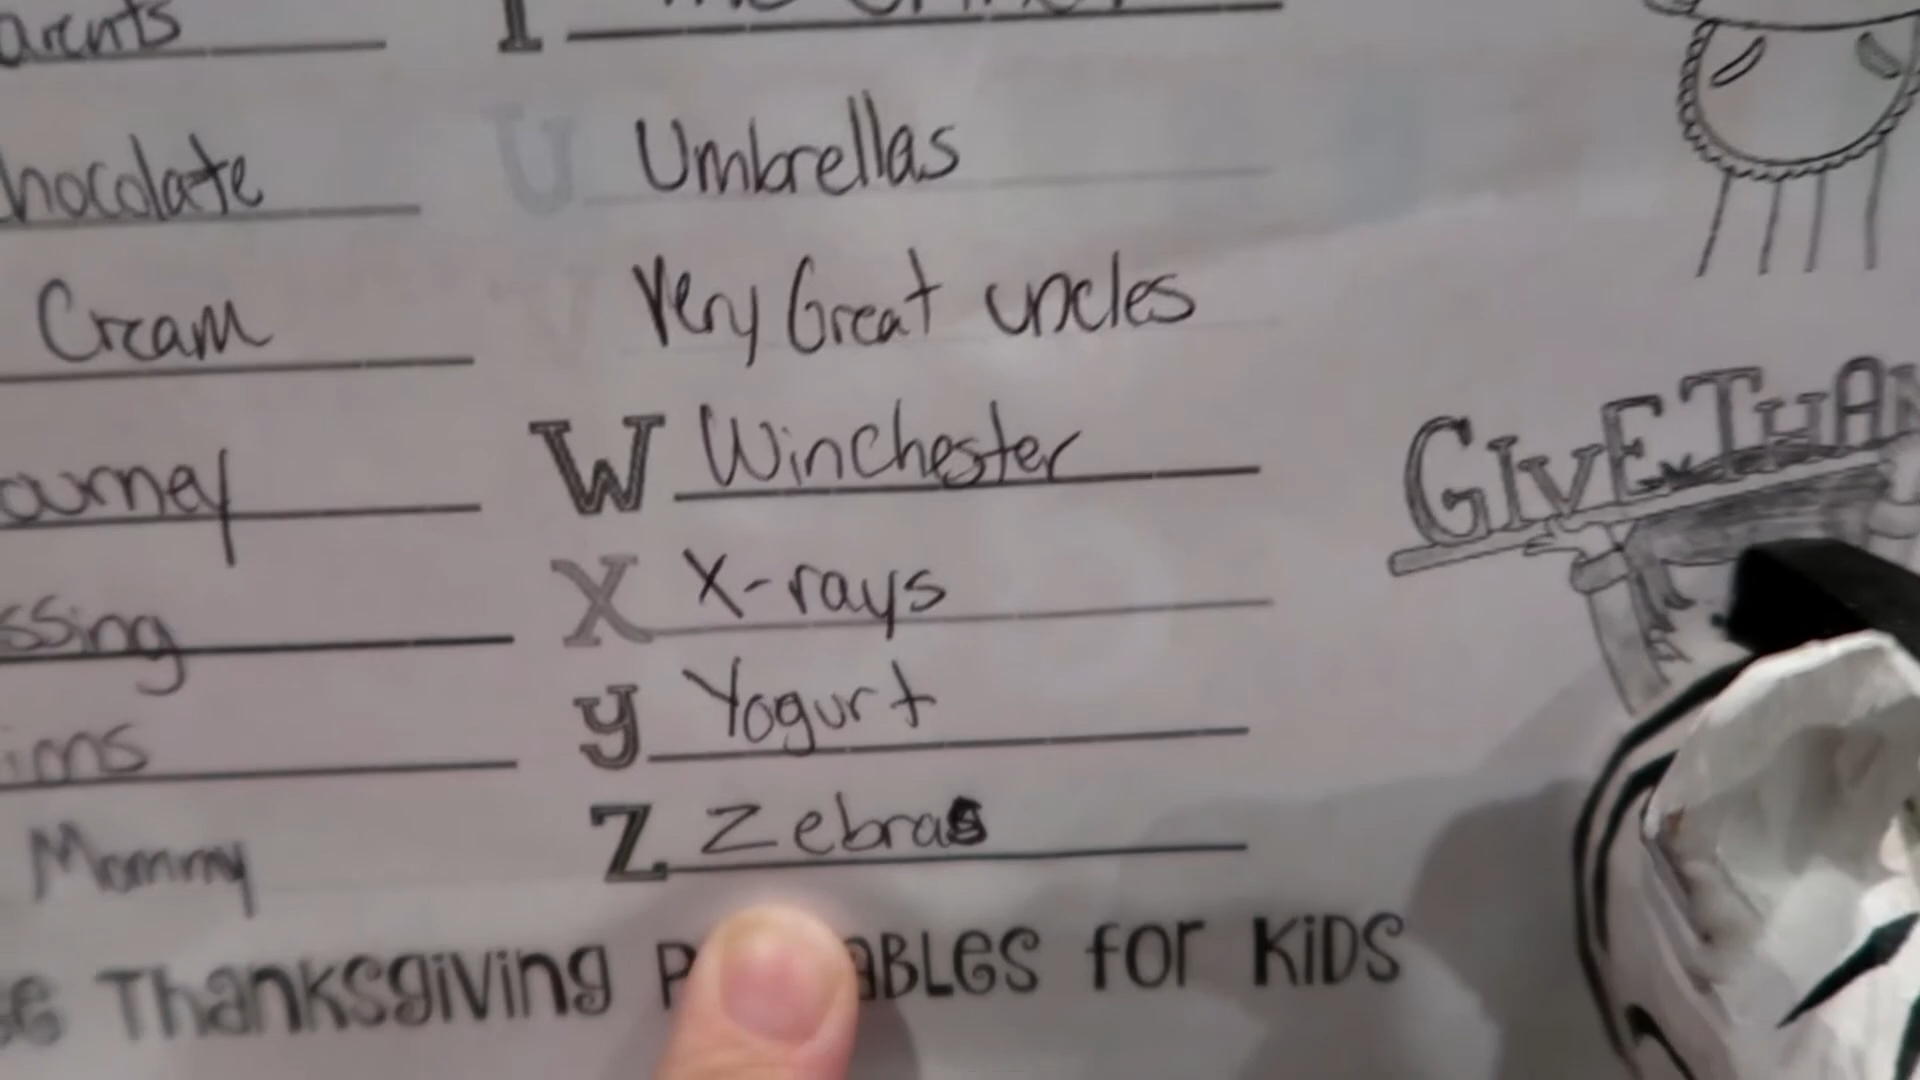 U Umbrellas
hocolate
V Very Great uncles
Cream
W Winchester
ourney
X X-rays
ssing
y Yogurt
ims
Z Zebras
Mommy
Thanksgiving P ABLES for KiDS
GIVE THAN